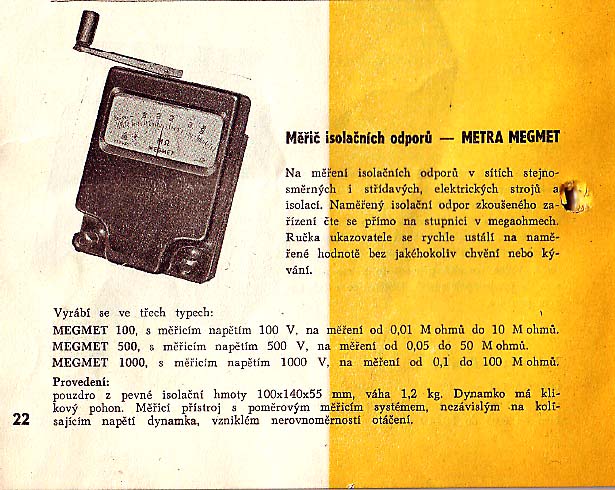 MΩ
MEGMET
Měřič isolačních odporů — METRA MEGMET
Na měření isolačních odporů v sítích stejno-
směrných i střídavých, elektrických strojů a
isolací. Naměřený isolační odpor zkoušeného za-
řízení čte se přímo na stupnici v megaohmech.
Ručka ukazovatele se rychle ustálí na namě-
řené hodnotě bez jakéhokoliv chvění nebo ký-
vání.
Vyrábí se ve třech typech:
MEGMET 100, s měřicím napětím 100 V, na měření od 0,01 M ohmů do 10 M ohmů.
MEGMET 500, s měřicím napětím 500 V, na měření od 0,05 do 50 M ohmů.
MEGMET 1000, s měřicím napětím 1000 V, na měření od 0,1 do 100 M ohmů.
Provedení:
pouzdro z pevné isolační hmoty 100x140x55 mm, váha 1,2 kg. Dynamko má kli-
kový pohon. Měřicí přístroj s poměrovým měřicím systémem, nezávislým na kolí-
sajícím napětí dynamka, vzniklém nerovnoměrností otáčení.
22